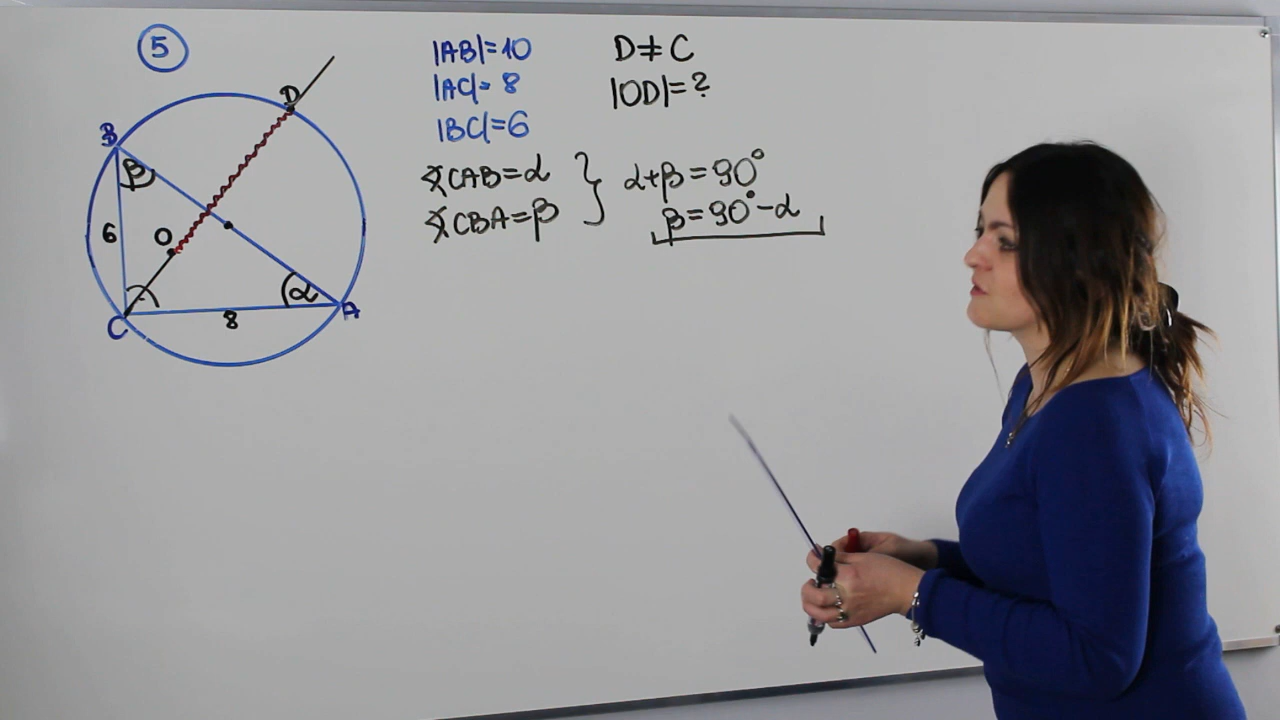 5
|AB|=10
|AC|=8
|BC|=6
D≠C
|OD|=?
∡CAB=α
∡CBA=β
α+β=90°
β=90°-α
D
B
β
6
O
α
C
8
A